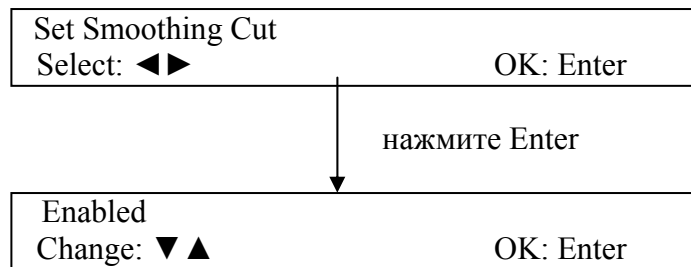 Set Smoothing Cut
Select: ◄► OK: Enter
нажмите Enter
Enabled
Change: ▼▲ OK: Enter